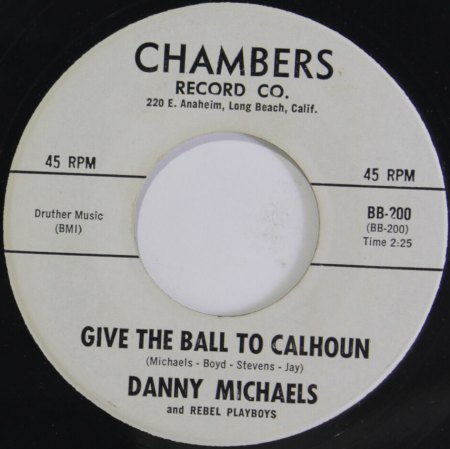 CHAMBERS
RECORD CO.
220 E. Anaheim, Long Beach, Calif.
45 RPM
45 RPM
Druther Music
(BMI)
BB-200
(BB-200)
Time 2:25
GIVE THE BALL TO CALHOUN
(Michaels - Boyd - Stevens - Jay)
DANNY MICHAELS
and REBEL PLAYBOYS